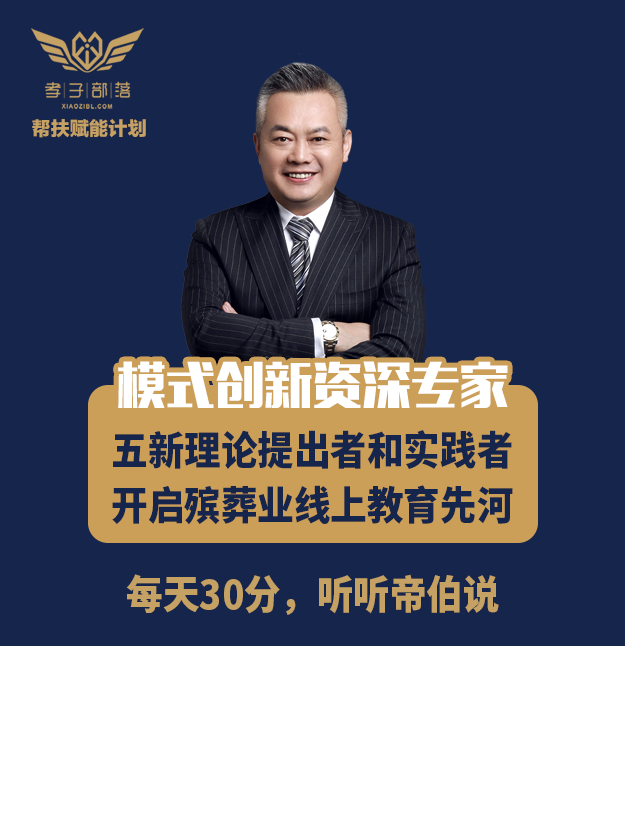 孝|子|部|落
XIAOZIBL.COM
帮扶赋能计划
模式创新资深专家
五新理论提出者和实践者
开启殡葬业线上教育先河
每天30分，听听帝伯说